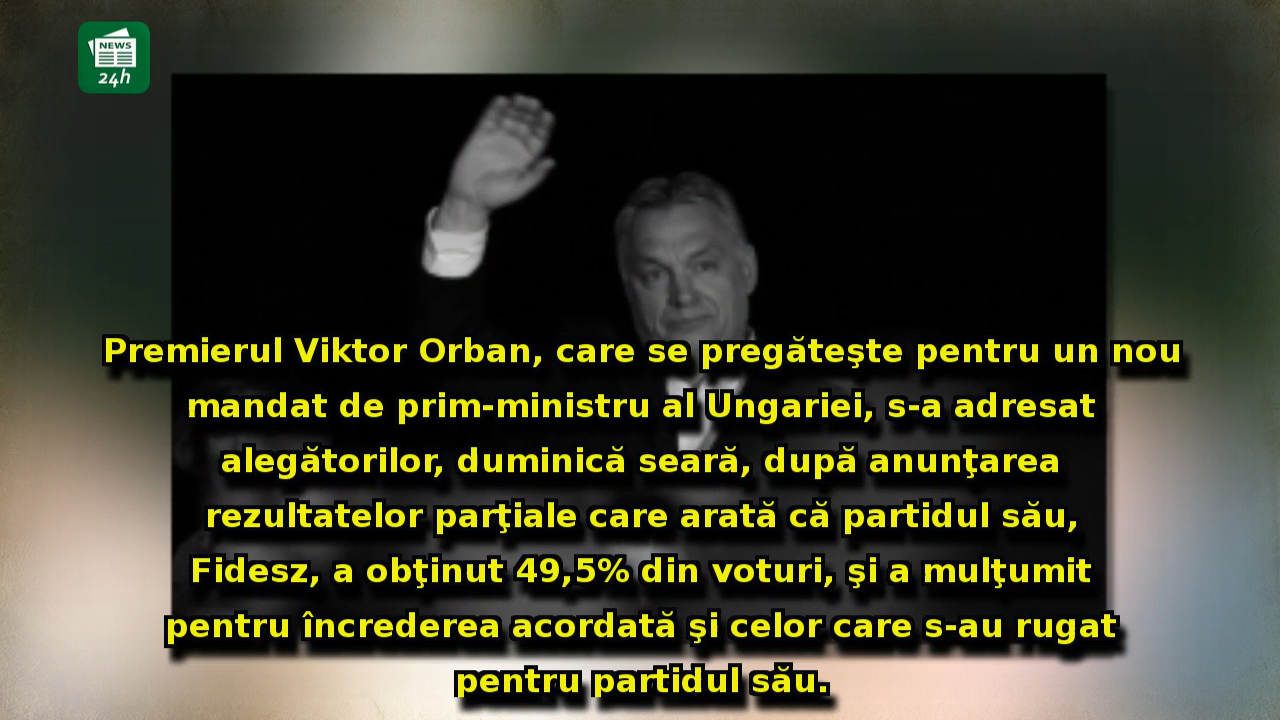 NEWS
24h
Premierul Viktor Orban, care se pregăteşte pentru un nou
mandat de prim-ministru al Ungariei, s-a adresat
alegătorilor, duminică seară, după anunţarea
rezultatelor parţiale care arată că partidul său,
Fidesz, a obţinut 49,5% din voturi, şi a mulţumit
pentru încrederea acordată şi celor care s-au rugat
pentru partidul său.